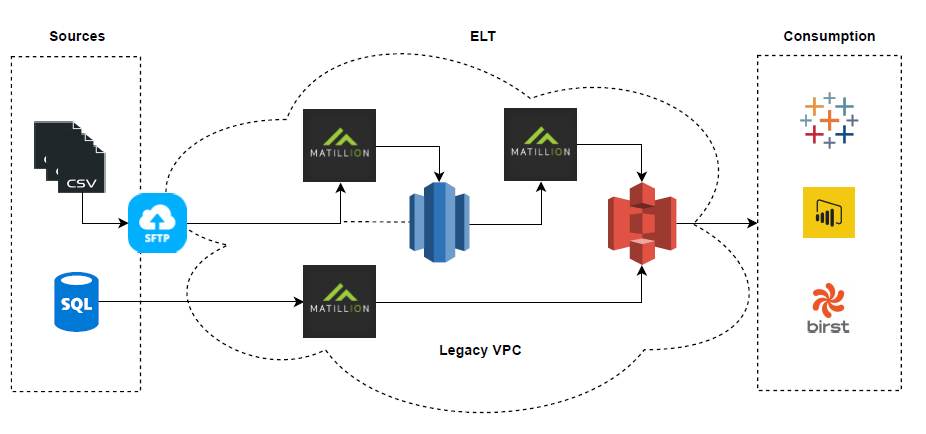 Sources
ELT
Consumption
CSV
SFTP
MATILLION
MATILLION
SQL
MATILLION
birst
Legacy VPC